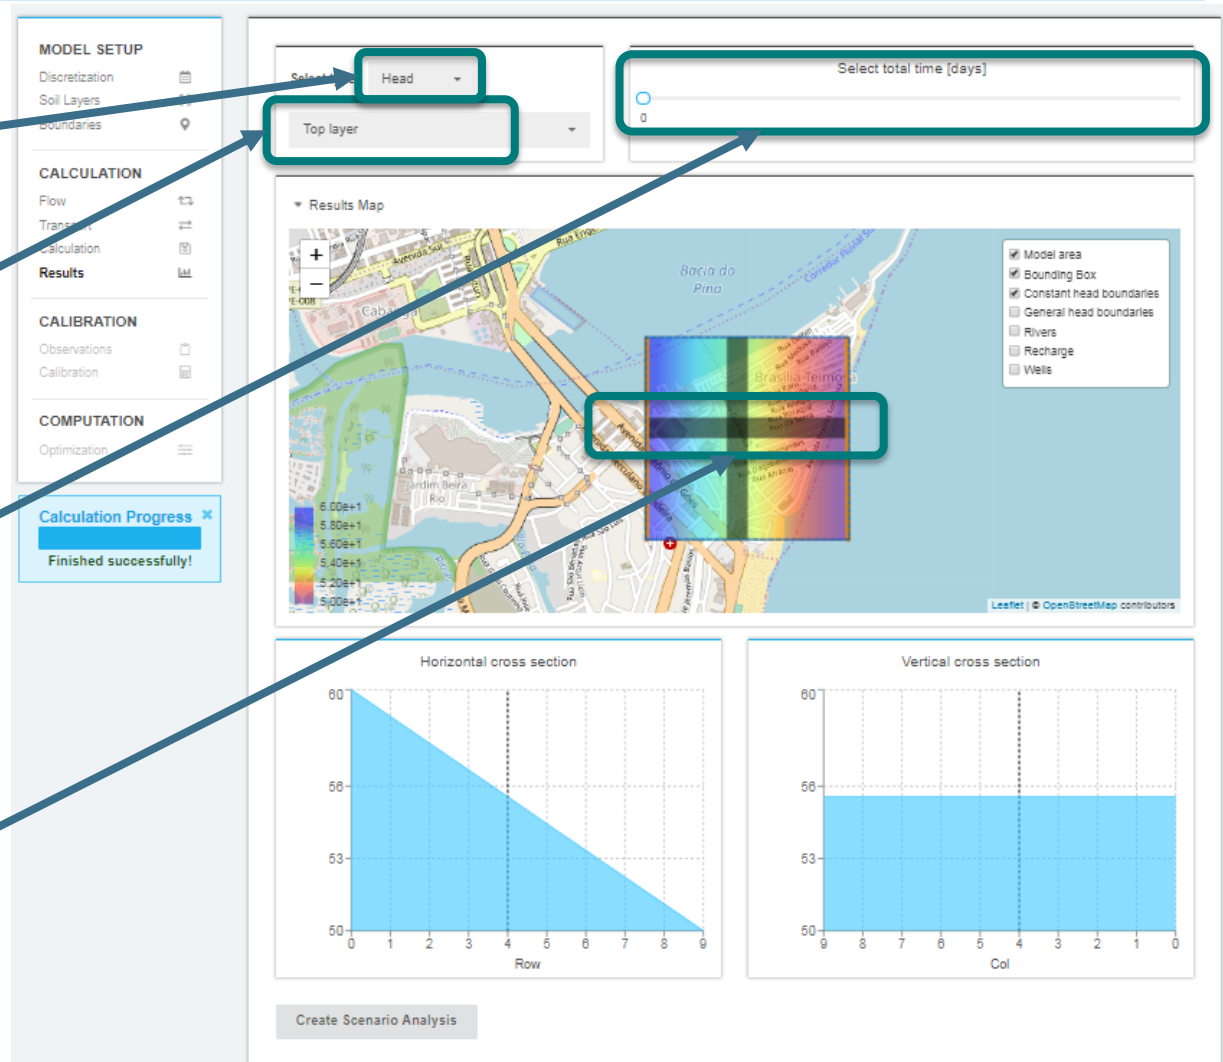 MODEL SETUP
Discretization
Soil Layers
Boundaries
CALCULATION
Flow
Transport
Calculation
Results
CALIBRATION
Observations
Calibration
COMPUTATION
Optimization
Calculation Progress ×
Finished successfully!
Head
Top layer
Select total time [days]
0
Results Map
+
−
Avenida Sul
Bacia do
Pina
Cabanga
Brasília Teimosa
Jardim Beira
Rio
Model area
Bounding Box
Constant head boundaries
General head boundaries
Rivers
Recharge
Wells
6.00e+1
5.80e+1
5.60e+1
5.40e+1
5.20e+1
5.00e+1
Leaflet | © OpenStreetMap contributors
Horizontal cross section
60
56
53
50
0 1 2 3 4 5 6 7 8 9
Row
Vertical cross section
60
56
53
50
9 8 7 6 5 4 3 2 1 0
Col
Create Scenario Analysis